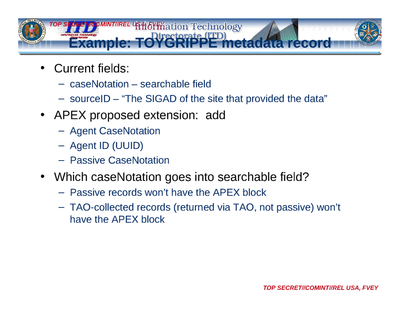 TOP SECRET//COMINT//REL USA, FVEY
ITD
Information Technology
Directorate (ITD)
Example: TOYGRIPPE metadata record
• Current fields:
– caseNotation – searchable field
– sourceID – “The SIGAD of the site that provided the data”
• APEX proposed extension:  add
– Agent CaseNotation
– Agent ID (UUID)
– Passive CaseNotation
• Which caseNotation goes into searchable field?
– Passive records won’t have the APEX block
– TAO-collected records (returned via TAO, not passive) won’t
have the APEX block
TOP SECRET//COMINT//REL USA, FVEY